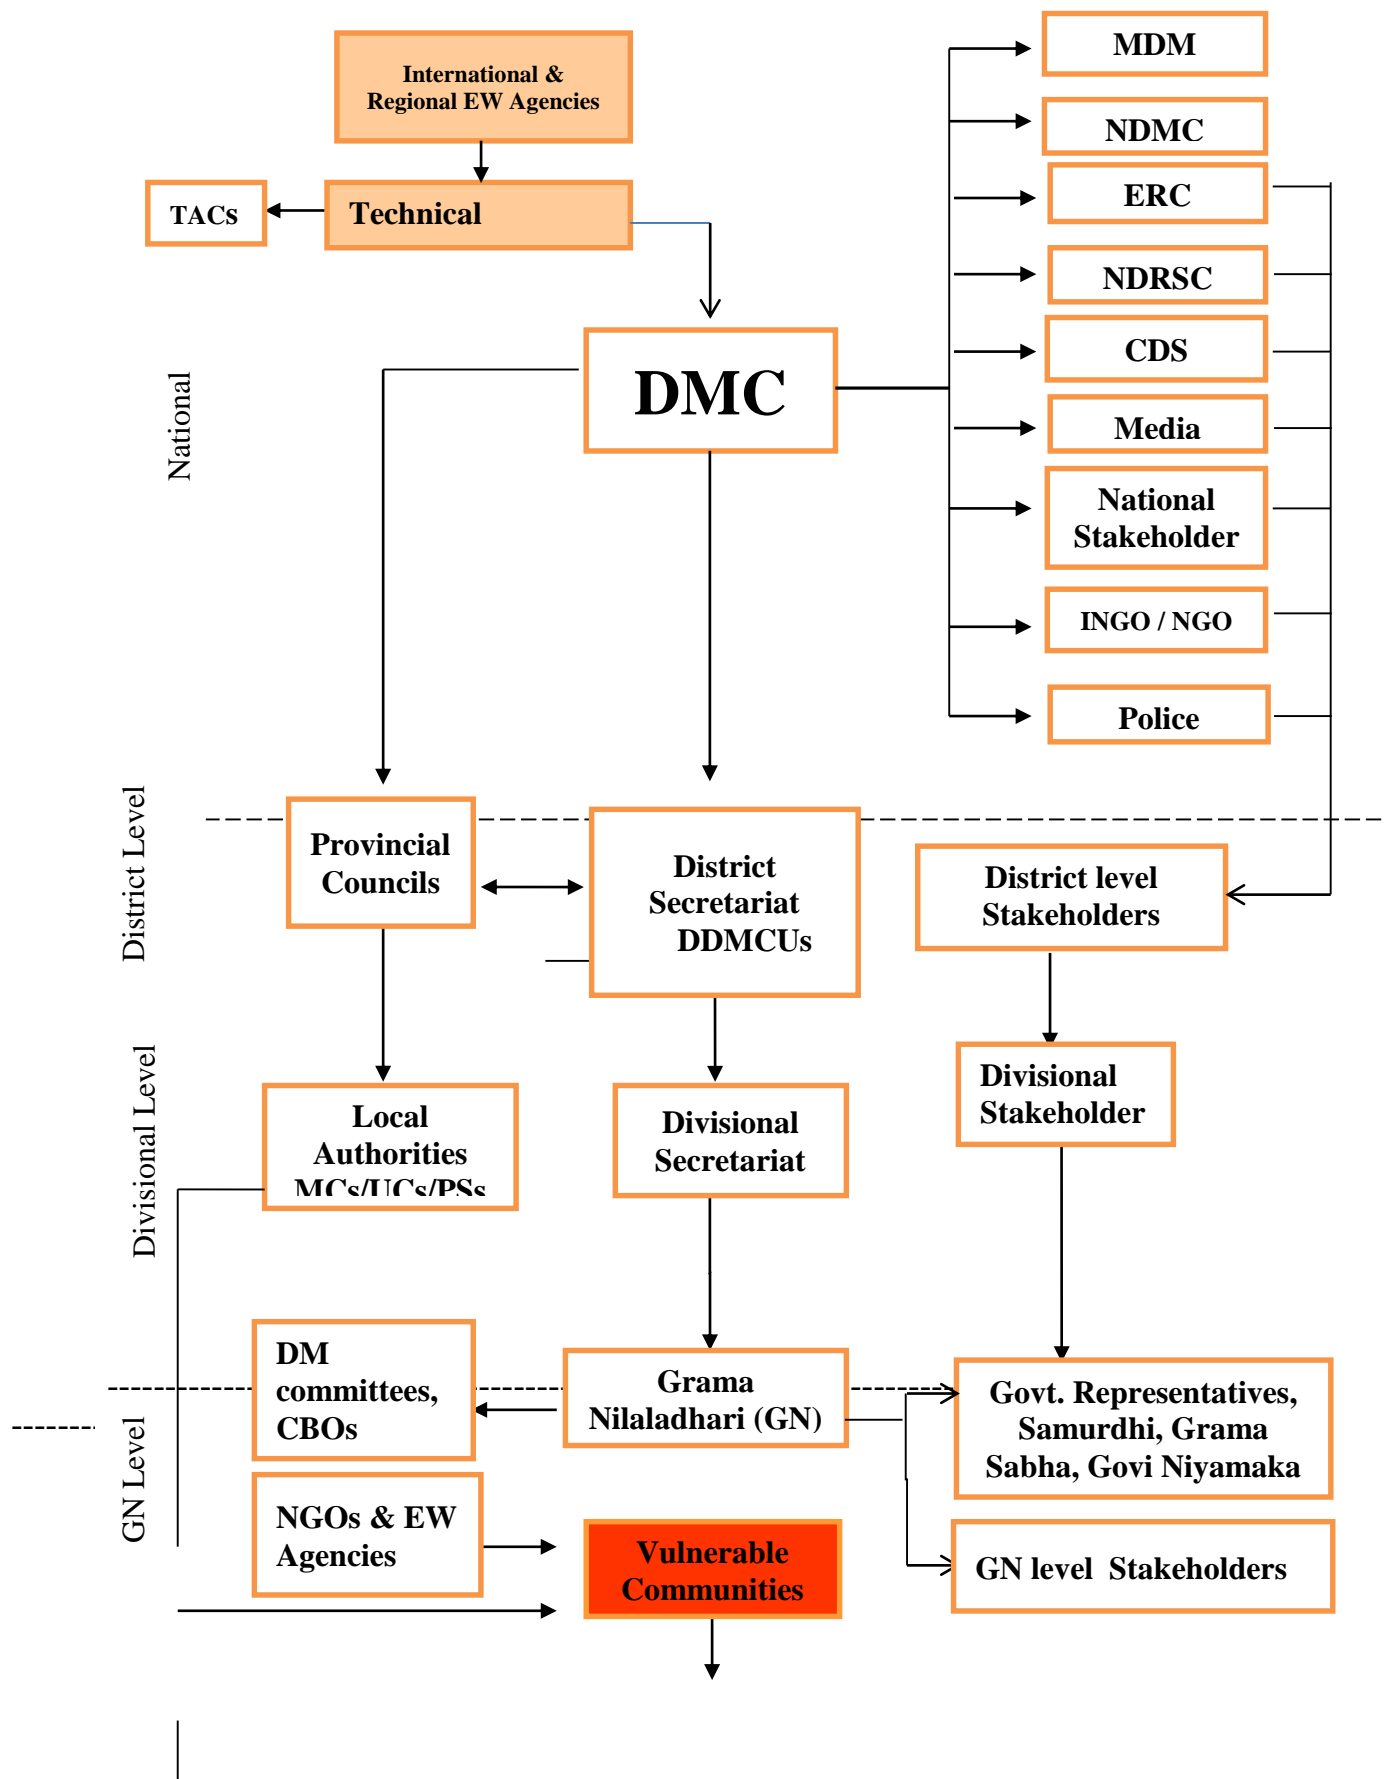 International &
Regional EW Agencies
TACs
Technical
MDM
NDMC
ERC
NDRSC
CDS
Media
National
Stakeholder
INGO / NGO
Police
DMC
National
District Level
Provincial
Councils
District
Secretariat
DDMCUs
District level
Stakeholders
Divisional Level
Local
Authorities
MCs/UCs/PSs
Divisional
Secretariat
Divisional
Stakeholder
GN Level
DM
committees,
CBOs
Grama
Nilaladhari (GN)
Govt. Representatives,
Samurdhi, Grama
Sabha, Govi Niyamaka
NGOs & EW
Agencies
Vulnerable
Communities
GN level  Stakeholders